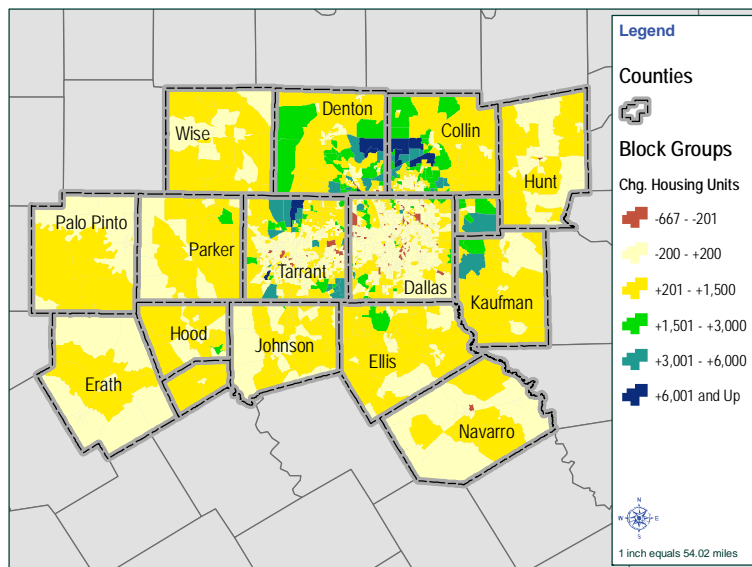 Legend
Counties
Block Groups
Chg. Housing Units
-667 - -201
-200 - +200
+201 - +1,500
+1,501 - +3,000
+3,001 - +6,000
+6,001 and Up
N
W E
S
1 inch equals 54.02 miles
Denton
Collin
Wise
Hunt
Palo Pinto
Parker
Tarrant
Dallas
Kaufman
Hood
Johnson
Ellis
Erath
Navarro